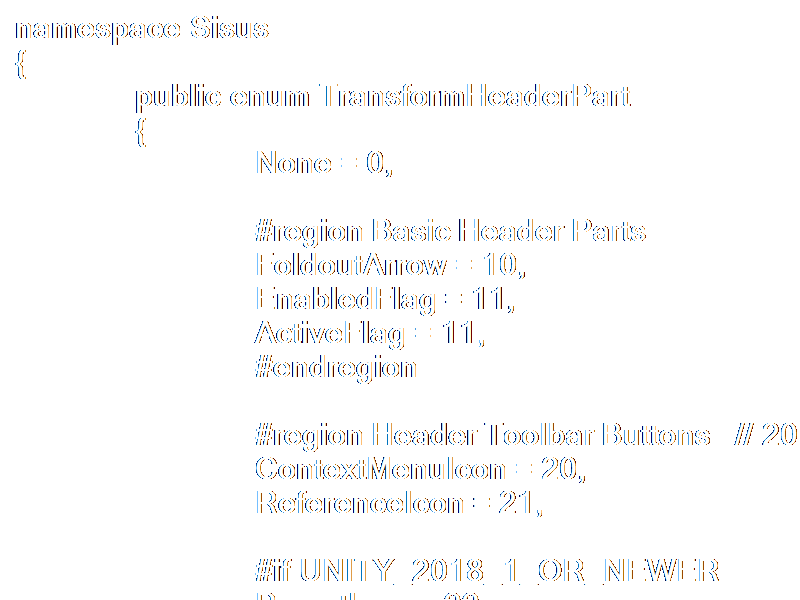 namespace Sisus
{
public enum TransformHeaderPart
{
None = 0,
#region Basic Header Parts
FoldoutArrow = 10,
EnabledFlag = 11,
ActiveFlag = 11,
#endregion
#region Header Toolbar Buttons // 20
ContextMenuIcon = 20,
ReferenceIcon = 21,
#if UNITY_2018_1_OR_NEWER